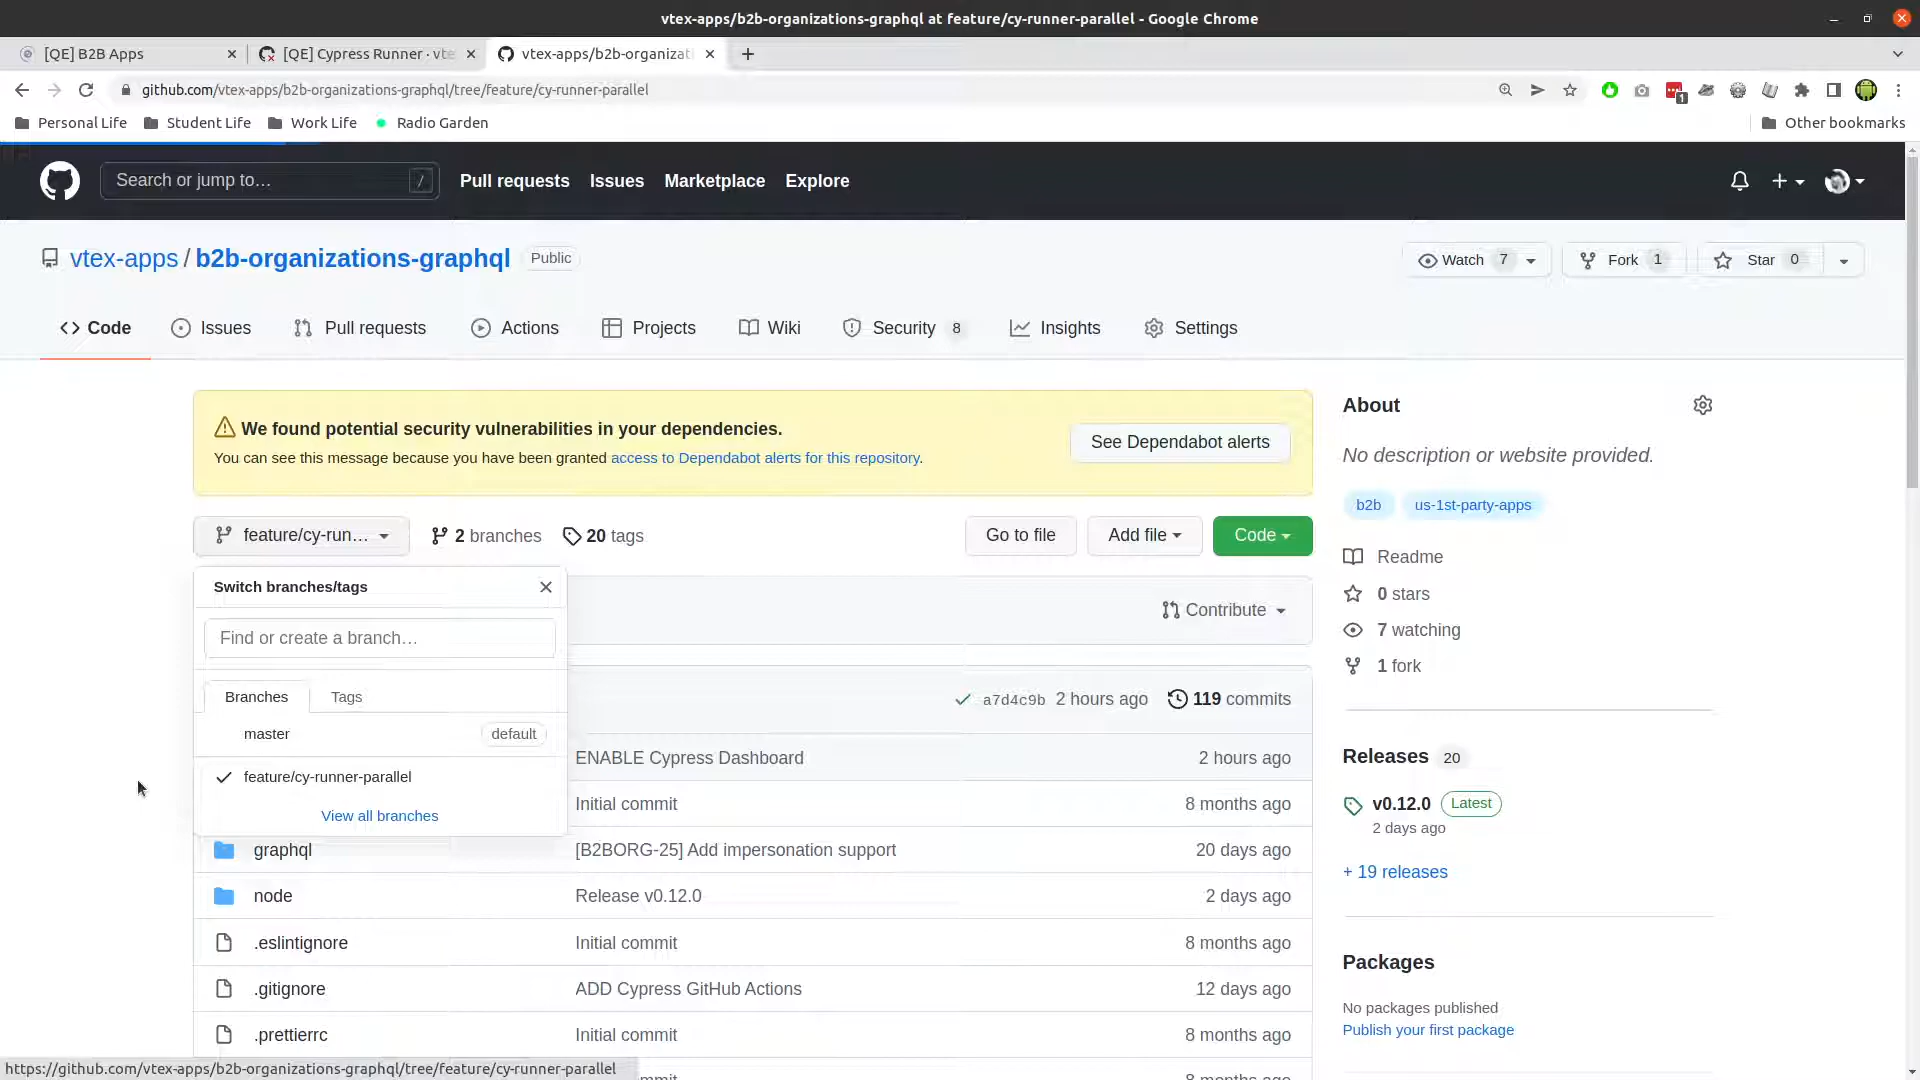 vtex-apps/b2b-organizations-graphql at feature/cy-runner-parallel - Google Chrome
[QE] B2B Apps
[QE] Cypress Runner · vte
vtex-apps/b2b-organizati
github.com/vtex-apps/b2b-organizations-graphql/tree/feature/cy-runner-parallel
1
Personal Life
Student Life
Work Life
Radio Garden
Other bookmarks
Search or jump to…
/
Pull requests
Issues
Marketplace
Explore
vtex-apps / b2b-organizations-graphql
Public
Watch 7
Fork 1
Star 0
Code
Issues
Pull requests
Actions
Projects
Wiki
Security 8
Insights
Settings
We found potential security vulnerabilities in your dependencies.
You can see this message because you have been granted access to Dependabot alerts for this repository.
See Dependabot alerts
feature/cy-run…
2 branches
20 tags
Go to file
Add file
Code
Switch branches/tags
Find or create a branch…
Branches
Tags
master
default
feature/cy-runner-parallel
View all branches
Contribute
a7d4c9b 2 hours ago
119 commits
ENABLE Cypress Dashboard
2 hours ago
Initial commit
8 months ago
graphql
[B2BORG-25] Add impersonation support
20 days ago
node
Release v0.12.0
2 days ago
.eslintignore
Initial commit
8 months ago
.gitignore
ADD Cypress GitHub Actions
12 days ago
.prettierrc
Initial commit
8 months ago
8 months ago
About
No description or website provided.
b2b
us-1st-party-apps
Readme
0 stars
7 watching
1 fork
Releases 20
v0.12.0
Latest
2 days ago
+ 19 releases
Packages
No packages published
Publish your first package
https://github.com/vtex-apps/b2b-organizations-graphql/tree/feature/cy-runner-parallel